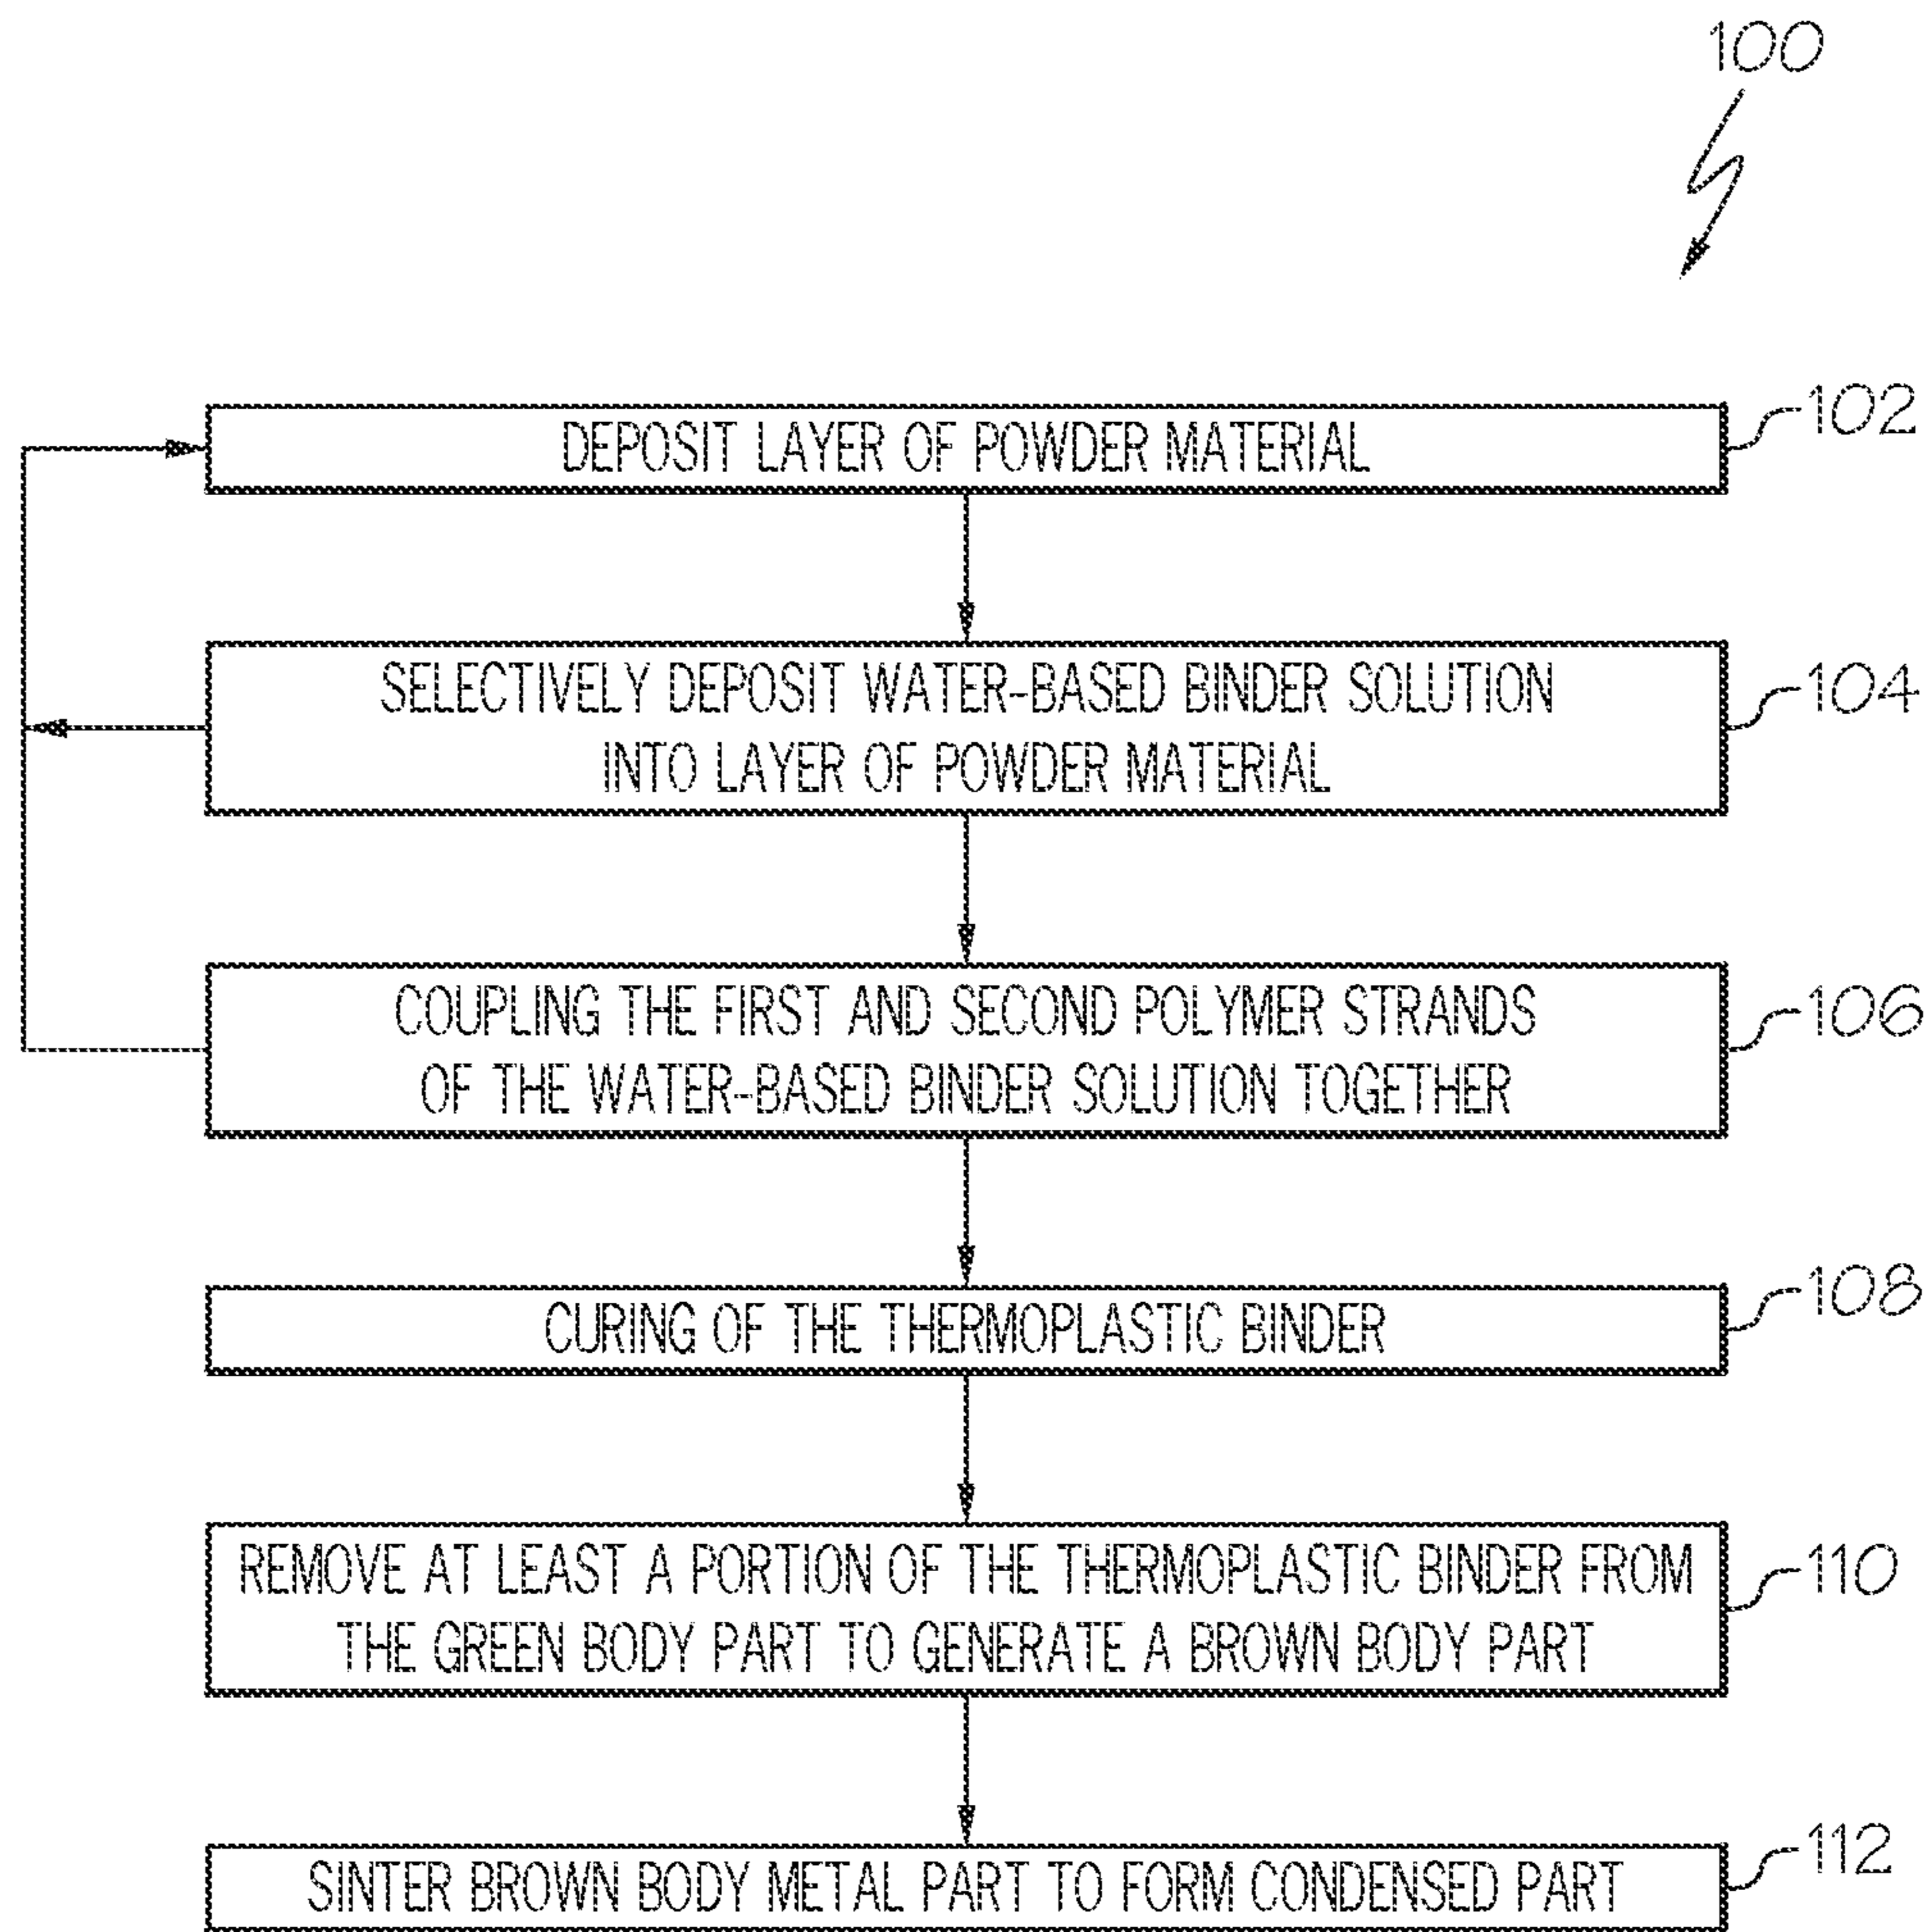 100
DEPOSIT LAYER OF POWDER MATERIAL
102
SELECTIVELY DEPOSIT WATER-BASED BINDER SOLUTION
INTO LAYER OF POWDER MATERIAL
104
COUPLING THE FIRST AND SECOND POLYMER STRANDS
OF THE WATER-BASED BINDER SOLUTION TOGETHER
106
CURING OF THE THERMOPLASTIC BINDER
108
REMOVE AT LEAST A PORTION OF THE THERMOPLASTIC BINDER FROM
THE GREEN BODY PART TO GENERATE A BROWN BODY PART
110
SINTER BROWN BODY METAL PART TO FORM CONDENSED PART
112